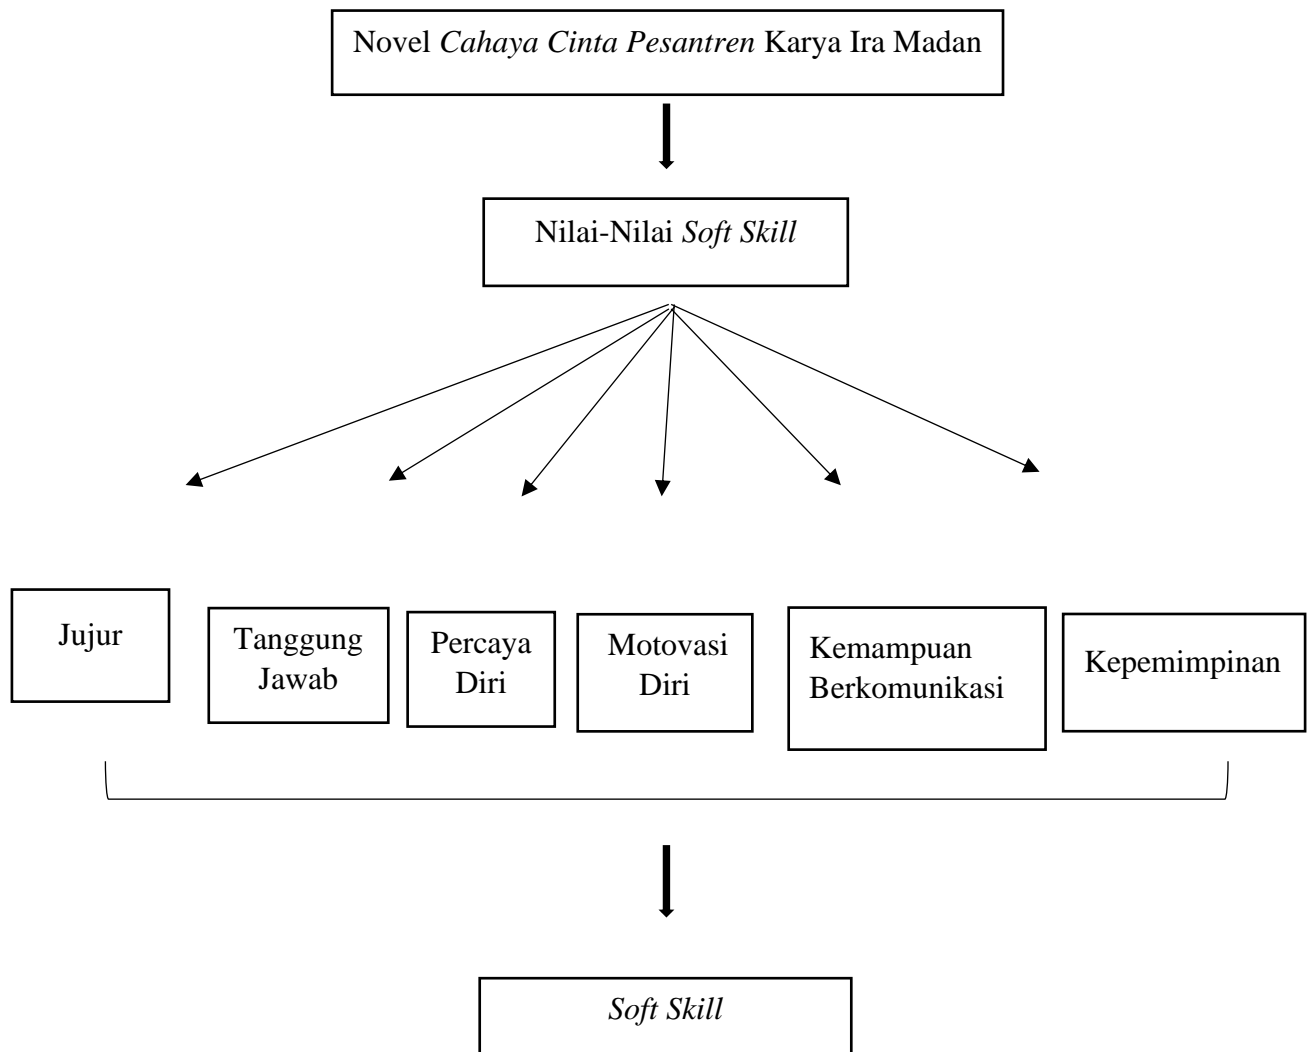 Novel Cahaya Cinta Pesantren Karya Ira Madan
Nilai-Nilai Soft Skill
Jujur
Tanggung
Jawab
Percaya
Diri
Motovasi
Diri
Kemampuan
Berkomunikasi
Kepemimpinan
Soft Skill